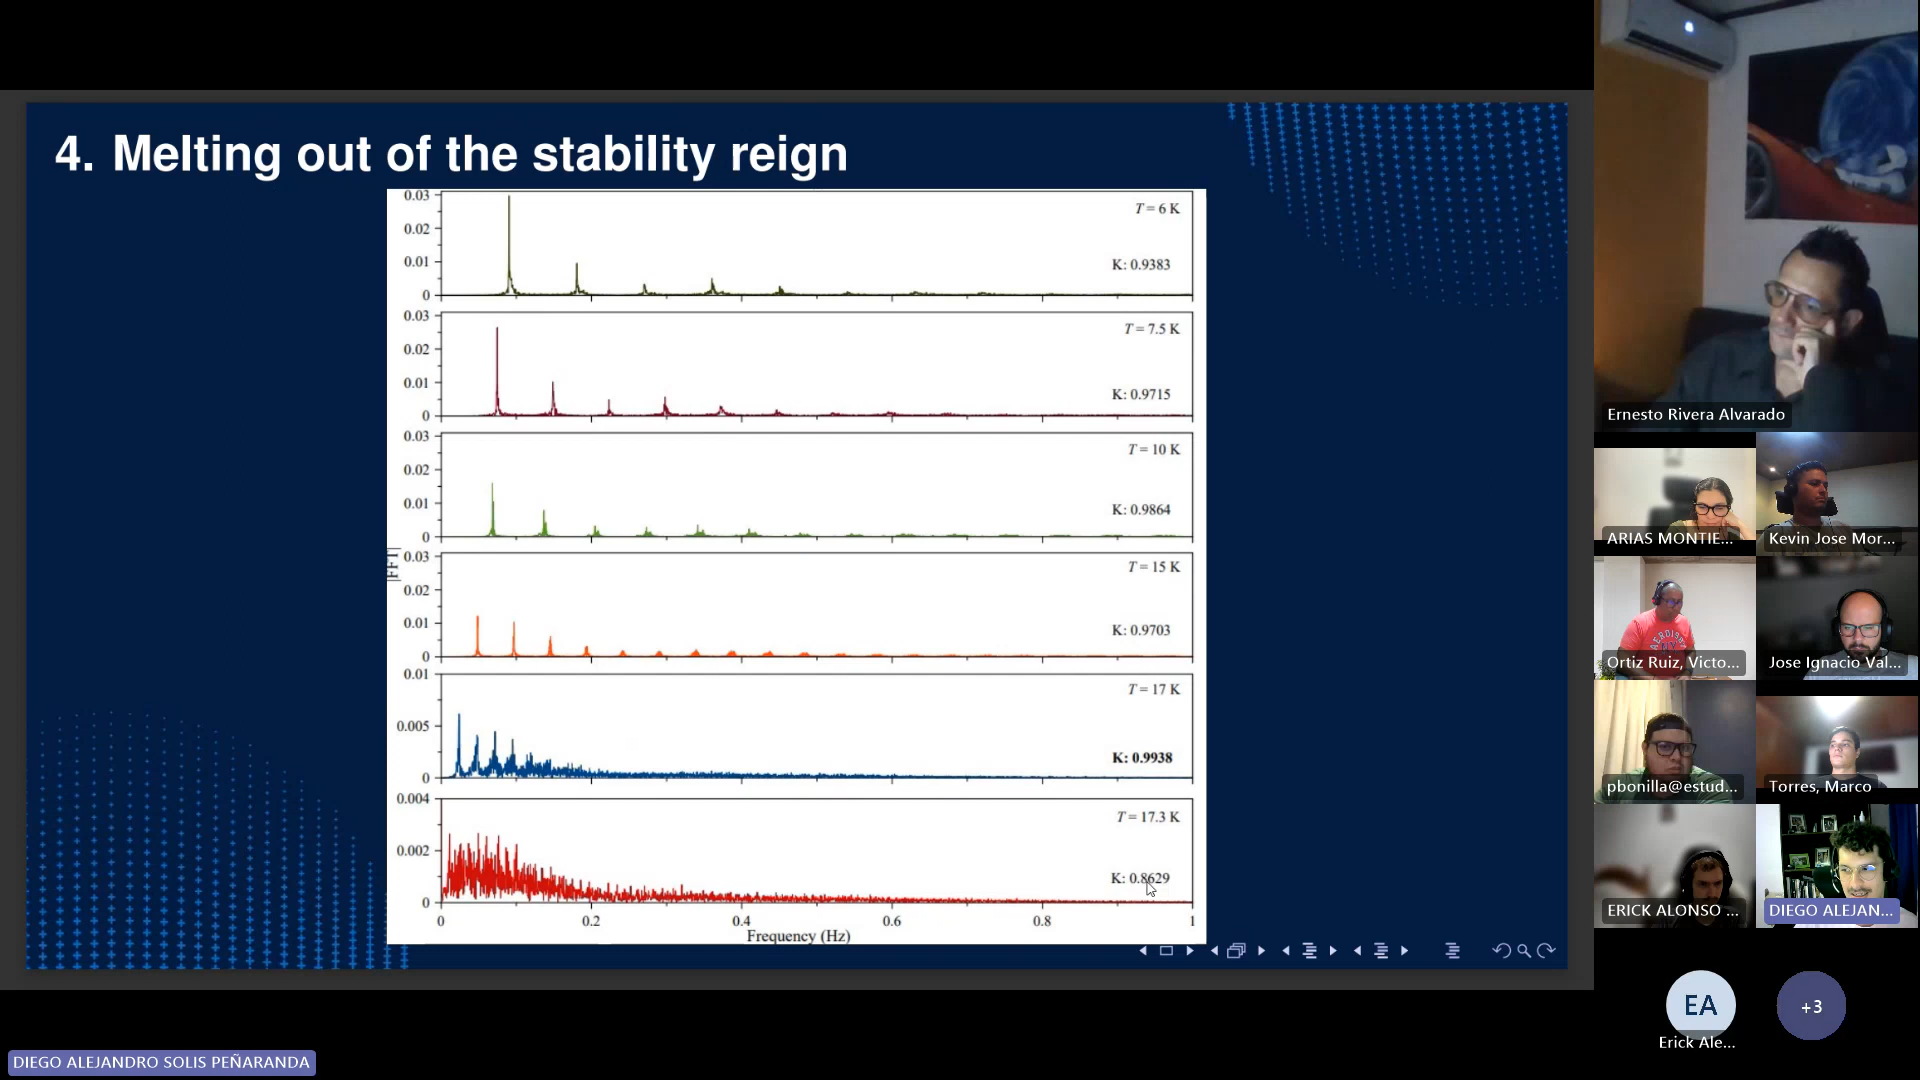 4. Melting out of the stability reign
0.03
0.02
0.01
0
T = 6 K
K: 0.9383
0.03
0.02
0.01
0
T = 7.5 K
K: 0.9715
0.03
0.02
0.01
0
T = 10 K
K: 0.9864
|FFT|
0.03
0.02
0.01
0
T = 15 K
K: 0.9703
0.01
0.005
0
T = 17 K
K: 0.9938
0.004
0.002
0
T = 17.3 K
K: 0.8629
0 0.2 0.4 0.6 0.8 1
Frequency (Hz)
Ernesto Rivera Alvarado
ARIAS MONTIE...
Kevin Jose Mor...
Ortiz Ruiz, Victo...
Jose Ignacio Val...
pbonilla@estud...
Torres, Marco
ERICK ALONSO ...
DIEGO ALEJAN...
EA
+3
Erick Ale...
DIEGO ALEJANDRO SOLIS PEÑARANDA